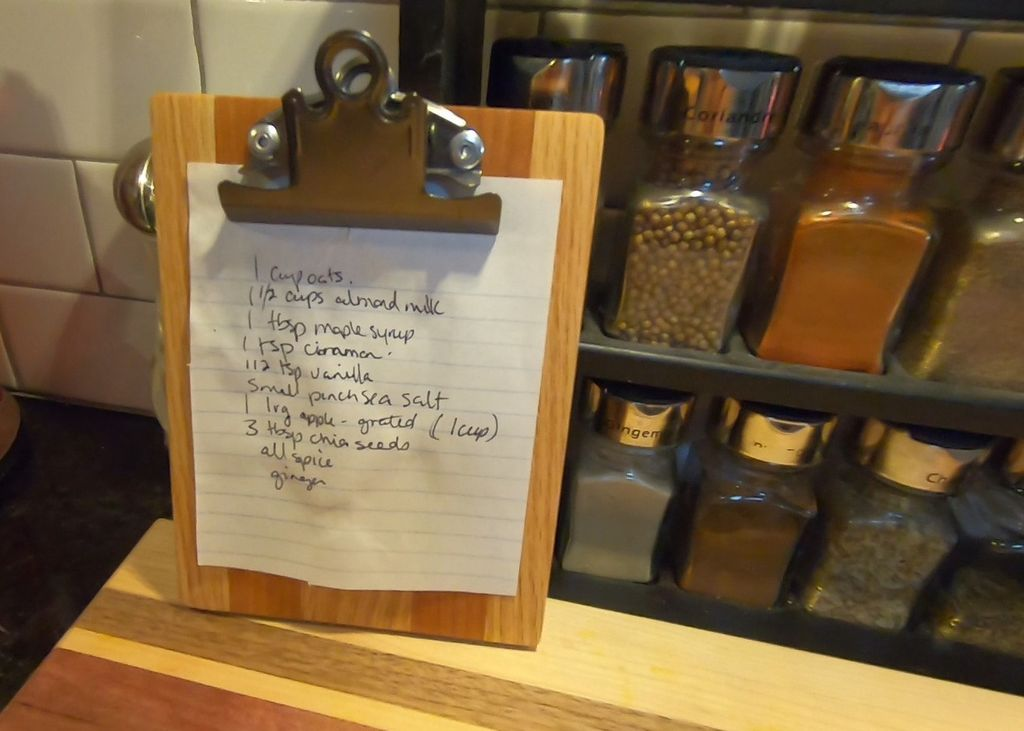 1 cup oats.
1 1/2 cups almond milk
1 tbsp maple syrup
1 tsp cinnamon.
1/2 tsp vanilla
Small pinch sea salt
1 lrg apple - grated (1 cup)
3 tbsp chia seeds
all spice
ginger
Coriander
Ginger